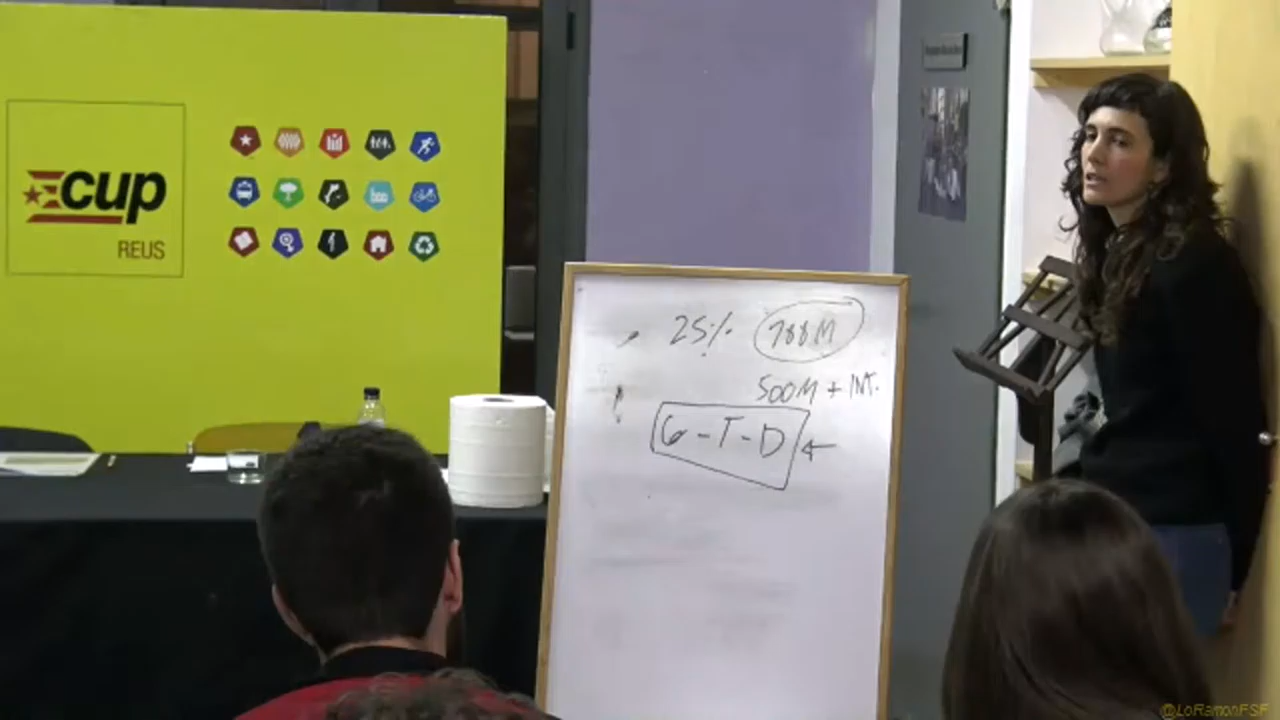 cup
REUS
25% 788M
500M + INT.
G - T - D ←
@LoRamonFSF